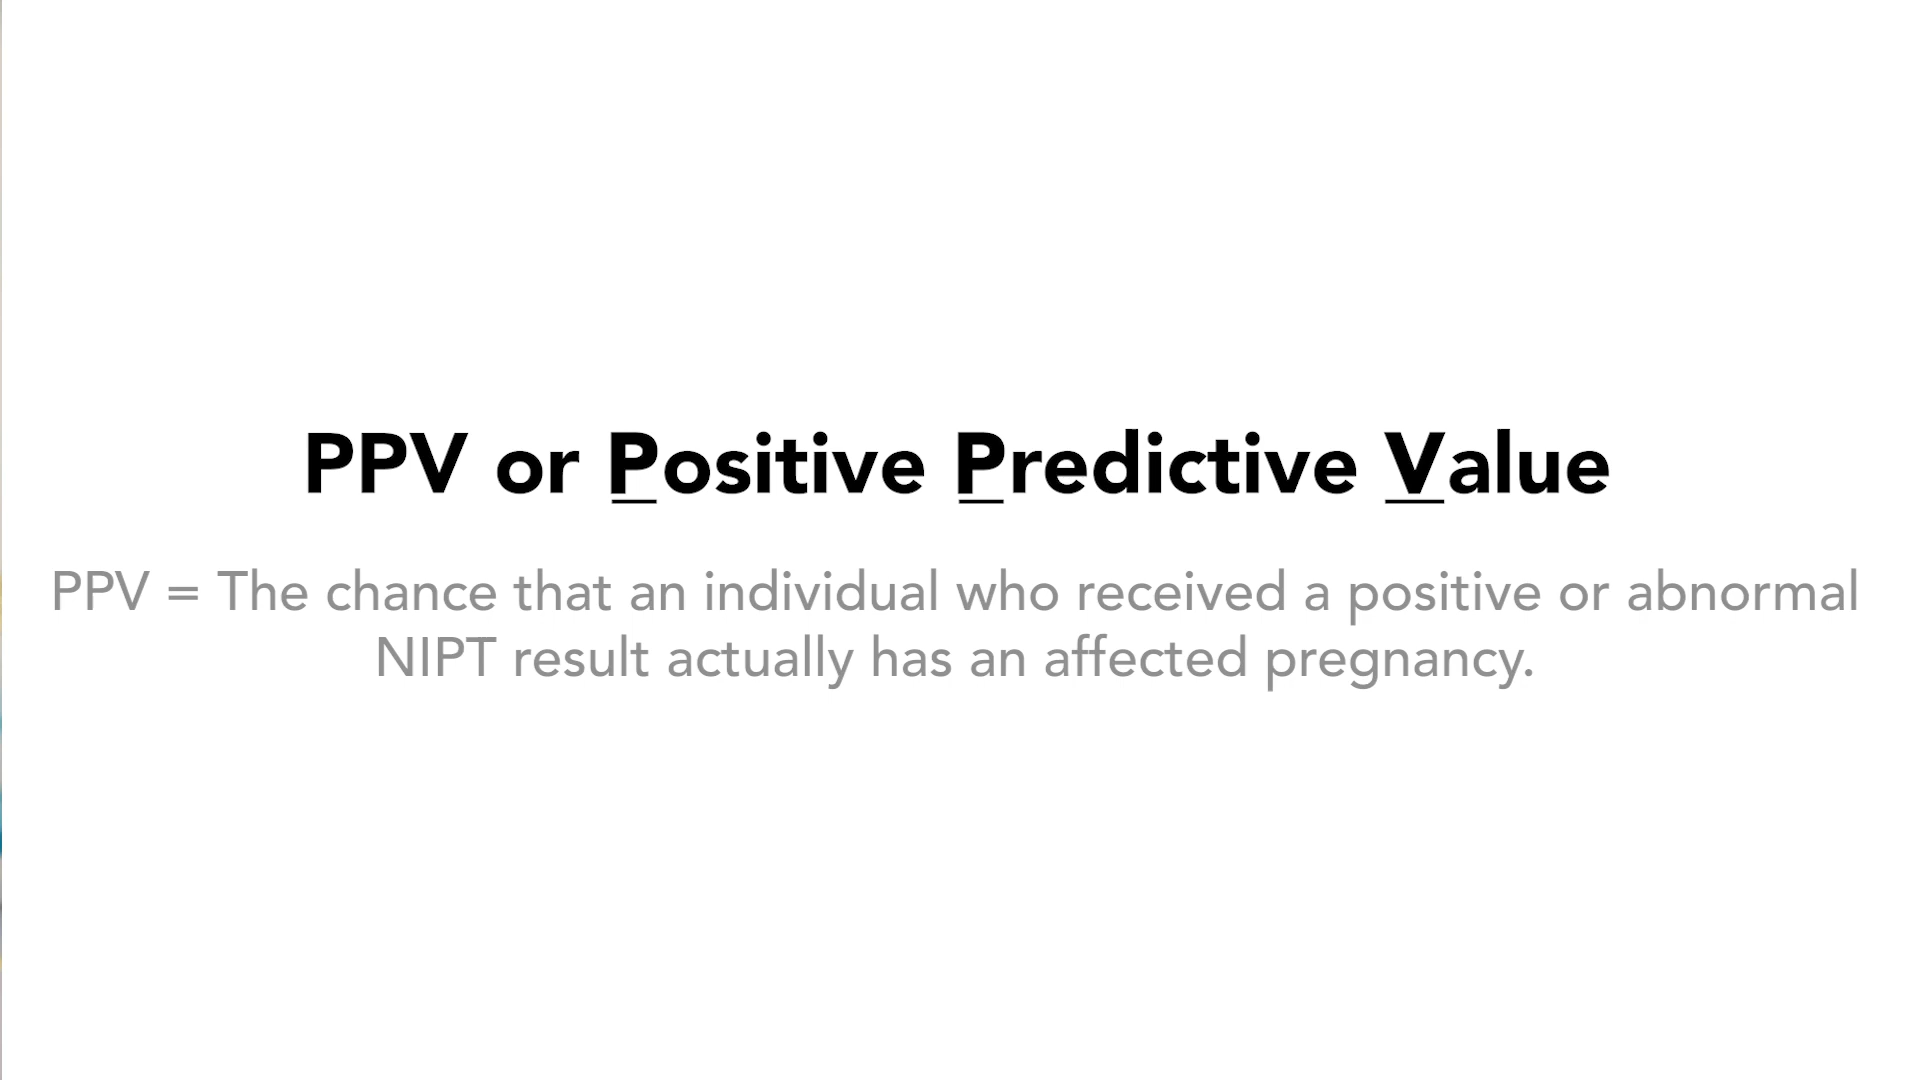 PPV or Positive Predictive Value
PPV = The chance that an individual who received a positive or abnormal
NIPT result actually has an affected pregnancy.